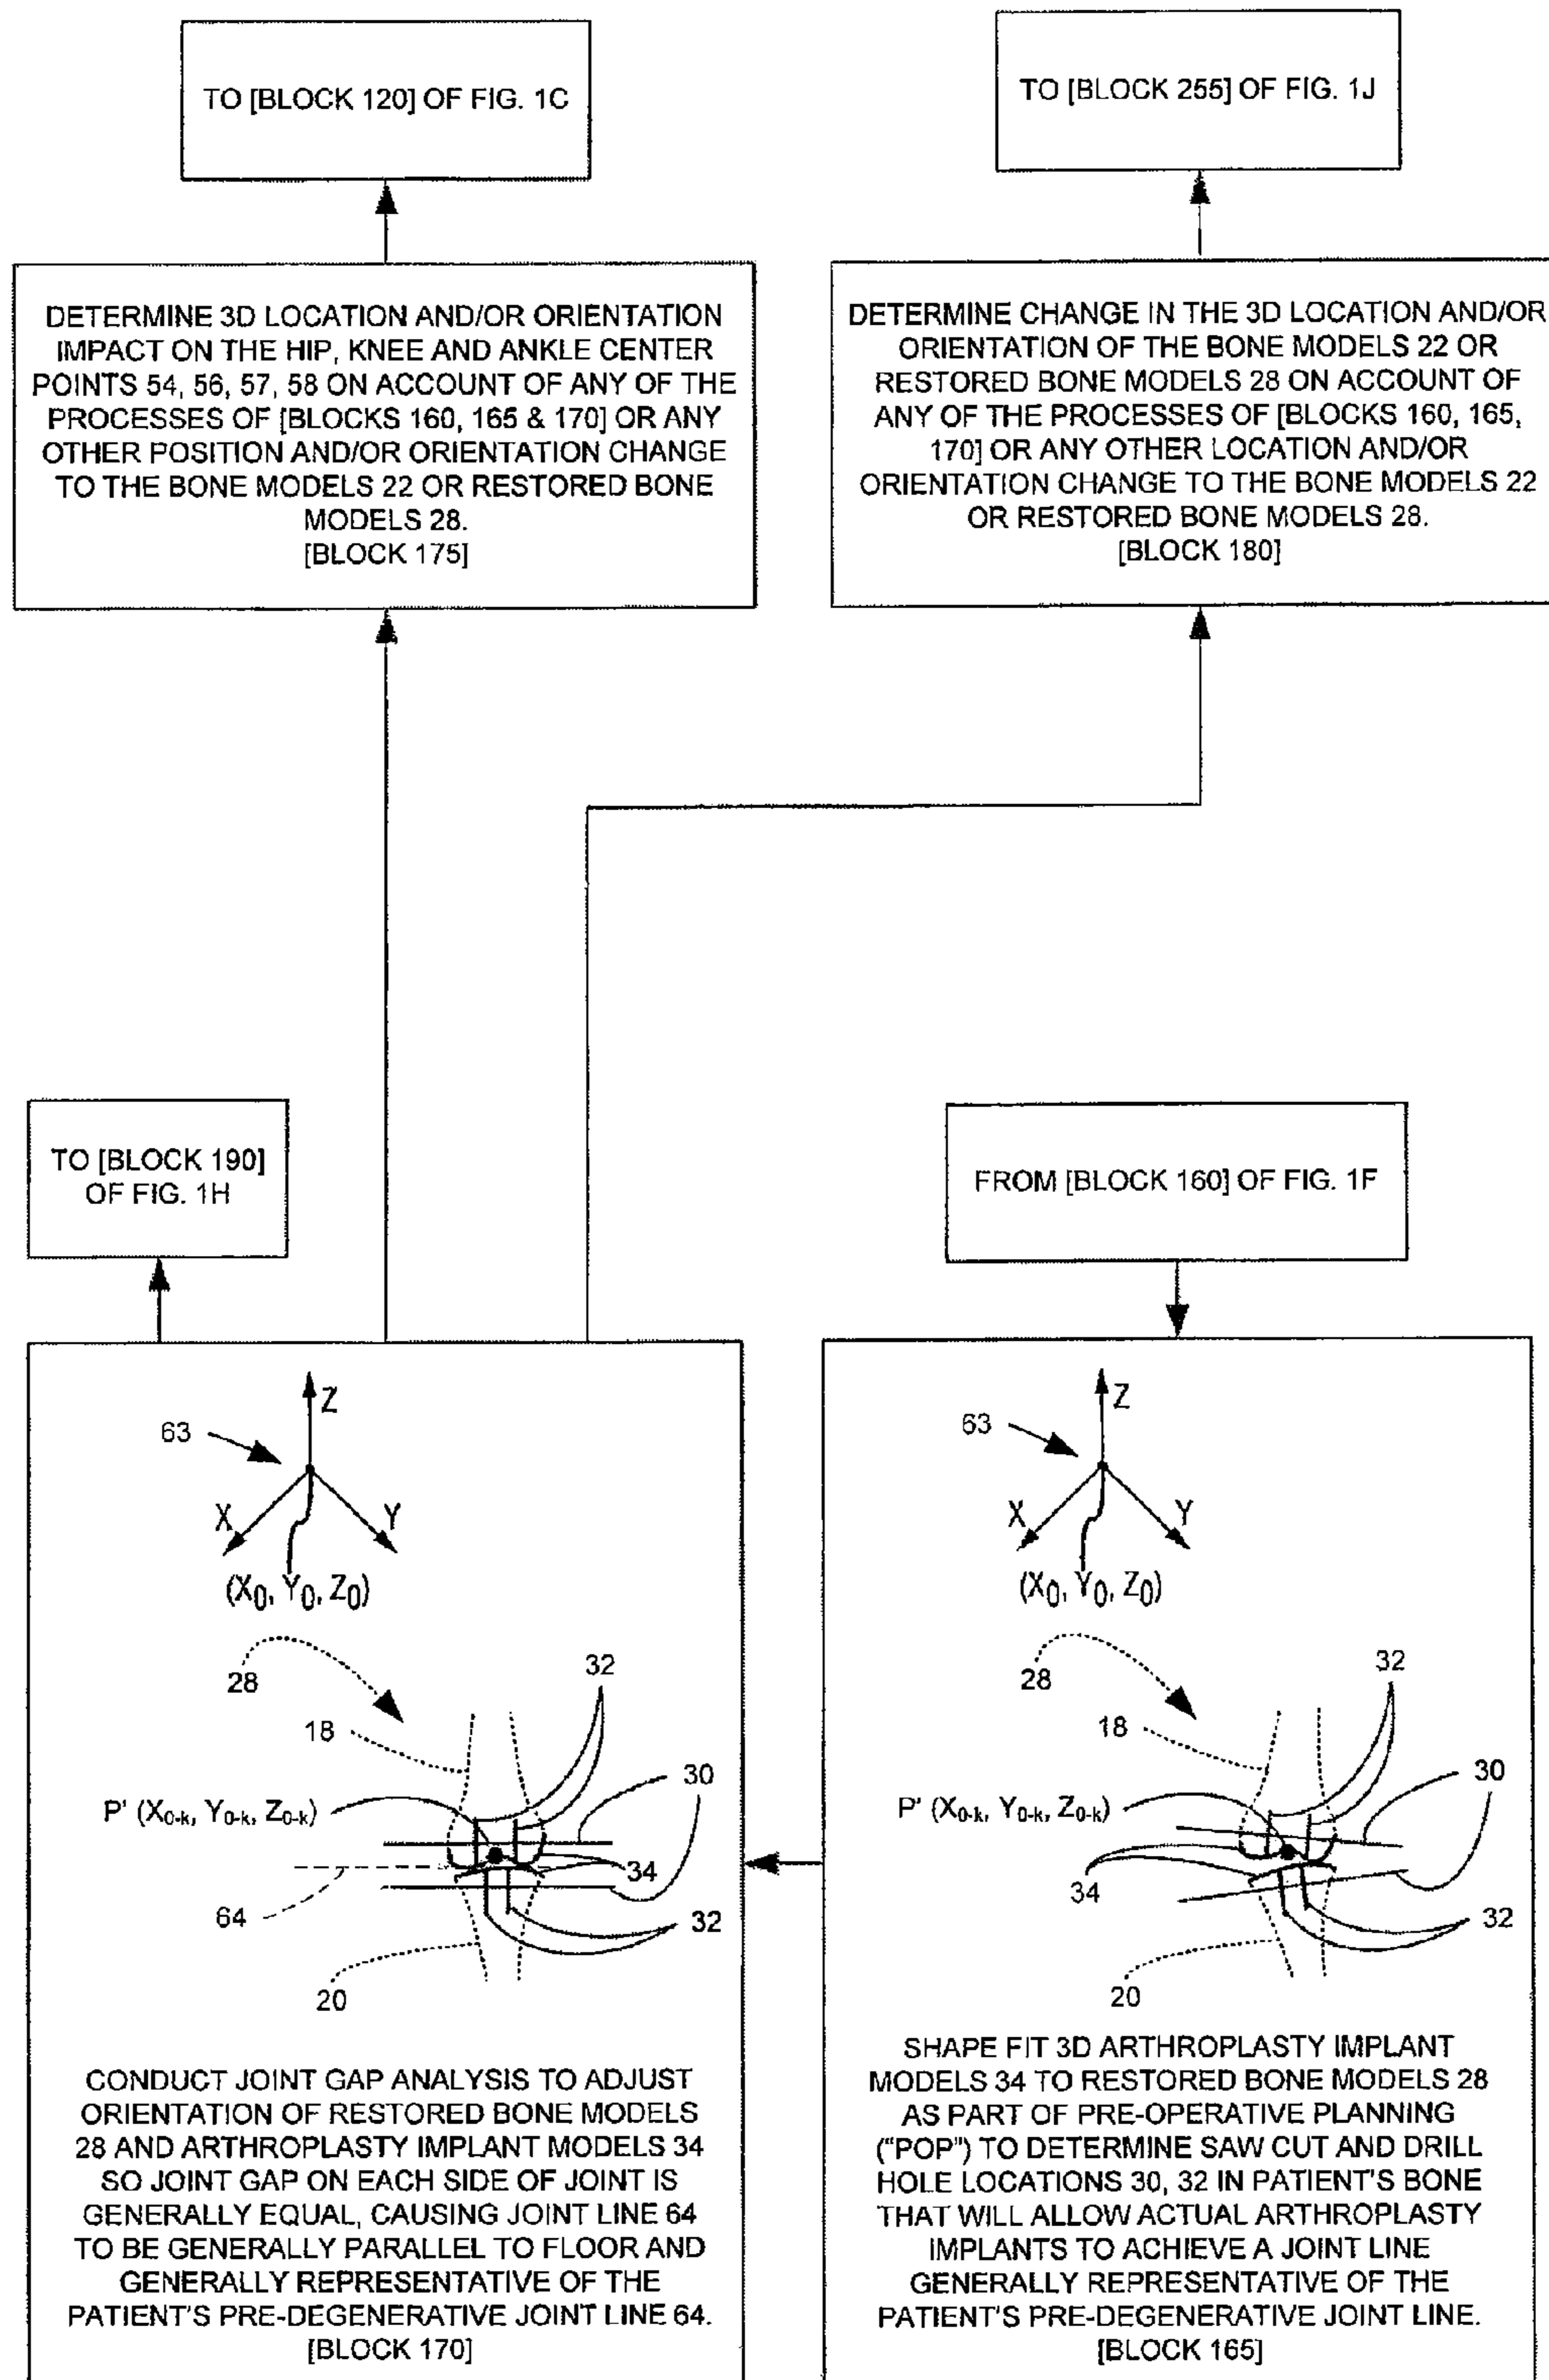 TO [BLOCK 120] OF FIG. 1C
TO [BLOCK 255] OF FIG. 1J
DETERMINE 3D LOCATION AND/OR ORIENTATION
IMPACT ON THE HIP, KNEE AND ANKLE CENTER
POINTS 54, 56, 57, 58 ON ACCOUNT OF ANY OF THE
PROCESSES OF [BLOCKS 160, 165 & 170] OR ANY
OTHER POSITION AND/OR ORIENTATION CHANGE
TO THE BONE MODELS 22 OR RESTORED BONE
MODELS 28.
[BLOCK 175]
DETERMINE CHANGE IN THE 3D LOCATION AND/OR
ORIENTATION OF THE BONE MODELS 22 OR
RESTORED BONE MODELS 28 ON ACCOUNT OF
ANY OF THE PROCESSES OF [BLOCKS 160, 165,
170] OR ANY OTHER LOCATION AND/OR
ORIENTATION CHANGE TO THE BONE MODELS 22
OR RESTORED BONE MODELS 28.
[BLOCK 180]
TO [BLOCK 190]
OF FIG. 1H
FROM [BLOCK 160] OF FIG. 1F
Z
63
X
Y
(X0, Y0, Z0)
28
32
18
30
P' (X0-k, Y0-k, Z0-k)
34
64
32
20
CONDUCT JOINT GAP ANALYSIS TO ADJUST
ORIENTATION OF RESTORED BONE MODELS
28 AND ARTHROPLASTY IMPLANT MODELS 34
SO JOINT GAP ON EACH SIDE OF JOINT IS
GENERALLY EQUAL, CAUSING JOINT LINE 64
TO BE GENERALLY PARALLEL TO FLOOR AND
GENERALLY REPRESENTATIVE OF THE
PATIENT'S PRE-DEGENERATIVE JOINT LINE 64.
[BLOCK 170]
Z
63
X
Y
(X0, Y0, Z0)
28
32
18
30
P' (X0-k, Y0-k, Z0-k)
34
32
20
SHAPE FIT 3D ARTHROPLASTY IMPLANT
MODELS 34 TO RESTORED BONE MODELS 28
AS PART OF PRE-OPERATIVE PLANNING
("POP") TO DETERMINE SAW CUT AND DRILL
HOLE LOCATIONS 30, 32 IN PATIENT'S BONE
THAT WILL ALLOW ACTUAL ARTHROPLASTY
IMPLANTS TO ACHIEVE A JOINT LINE
GENERALLY REPRESENTATIVE OF THE
PATIENT'S PRE-DEGENERATIVE JOINT LINE.
[BLOCK 165]